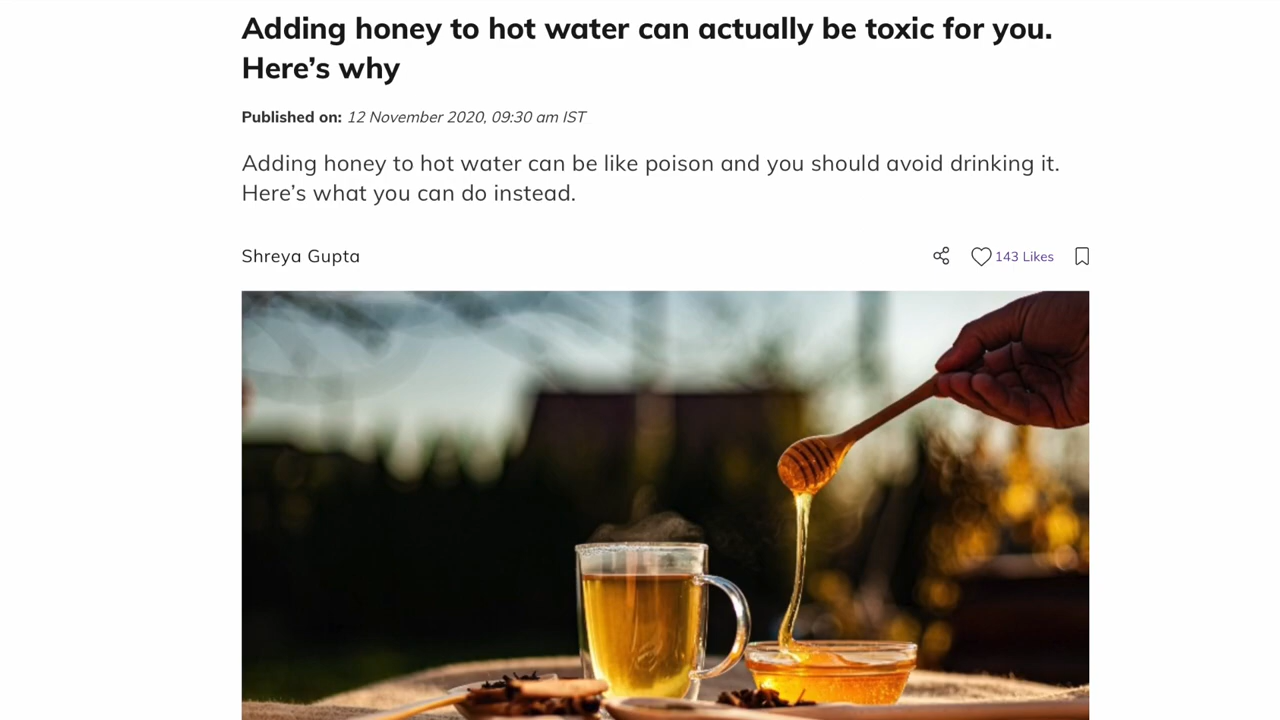 Adding honey to hot water can actually be toxic for you.
Here’s why
Published on: 12 November 2020, 09:30 am IST
Adding honey to hot water can be like poison and you should avoid drinking it.
Here’s what you can do instead.
Shreya Gupta
143 Likes